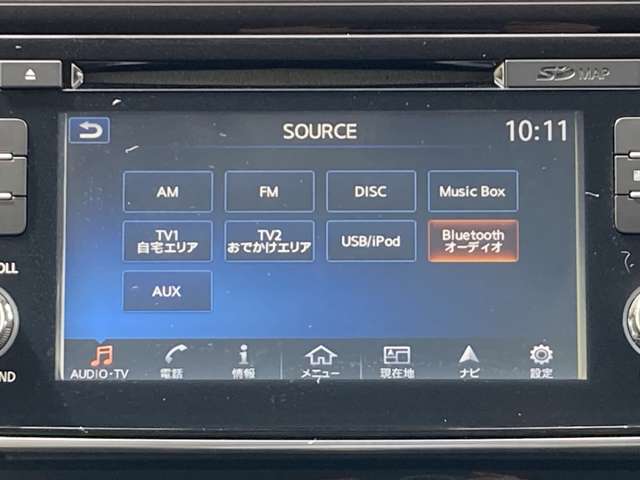 SD MAP
SOURCE
10:11
AM
FM
DISC
Music Box
TV1
自宅エリア
TV2
おでかけエリア
USB/iPod
Bluetooth
オーディオ
AUX
AUDIO・TV
電話
情報
メニュー
現在地
ナビ
設定